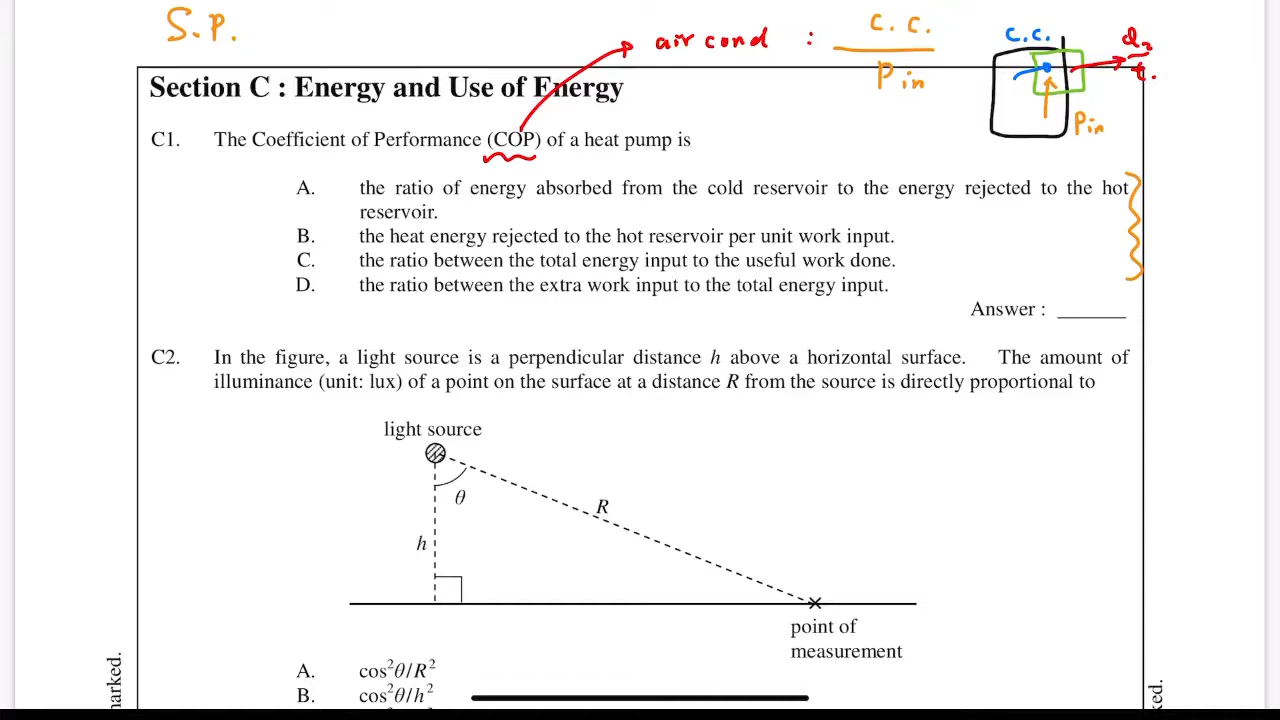 S.P.
air cond : c.c. / Pin
c.c.
Q₂ / t.
Pin
Section C : Energy and Use of Energy
C1. The Coefficient of Performance (COP) of a heat pump is
A. the ratio of energy absorbed from the cold reservoir to the energy rejected to the hot
reservoir.
B. the heat energy rejected to the hot reservoir per unit work input.
C. the ratio between the total energy input to the useful work done.
D. the ratio between the extra work input to the total energy input.
Answer : ______
C2. In the figure, a light source is a perpendicular distance h above a horizontal surface. The amount of
illuminance (unit: lux) of a point on the surface at a distance R from the source is directly proportional to
light source
θ
R
h
point of
measurement
A. cos²θ/R²
B. cos²θ/h²